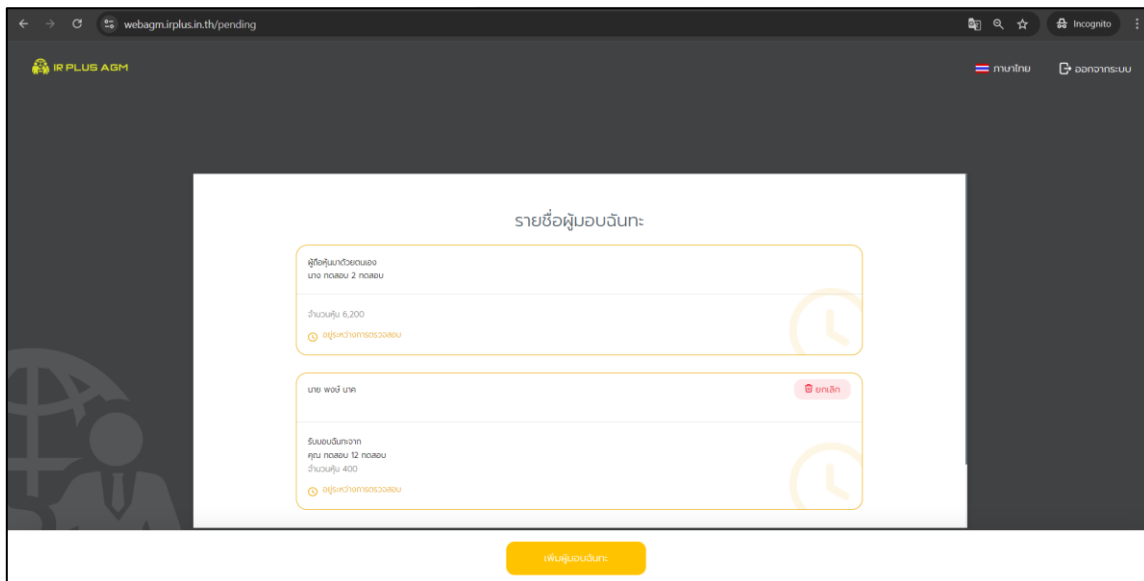 webagm.irplus.in.th/pending
Incognito
IR PLUS AGM
ภาษาไทย
ออกจากระบบ
รายชื่อผู้มอบฉันทะ
ผู้ถือหุ้นมาด้วยตนเอง
นาง ทดสอบ 2 ทดสอบ
จำนวนหุ้น 6,200
อยู่ระหว่างการตรวจสอบ
นาย พงษ์ นาค
ยกเลิก
รับมอบฉันทะจาก
คุณ ทดสอบ 12 ทดสอบ
จำนวนหุ้น 400
อยู่ระหว่างการตรวจสอบ
เพิ่มผู้มอบฉันทะ